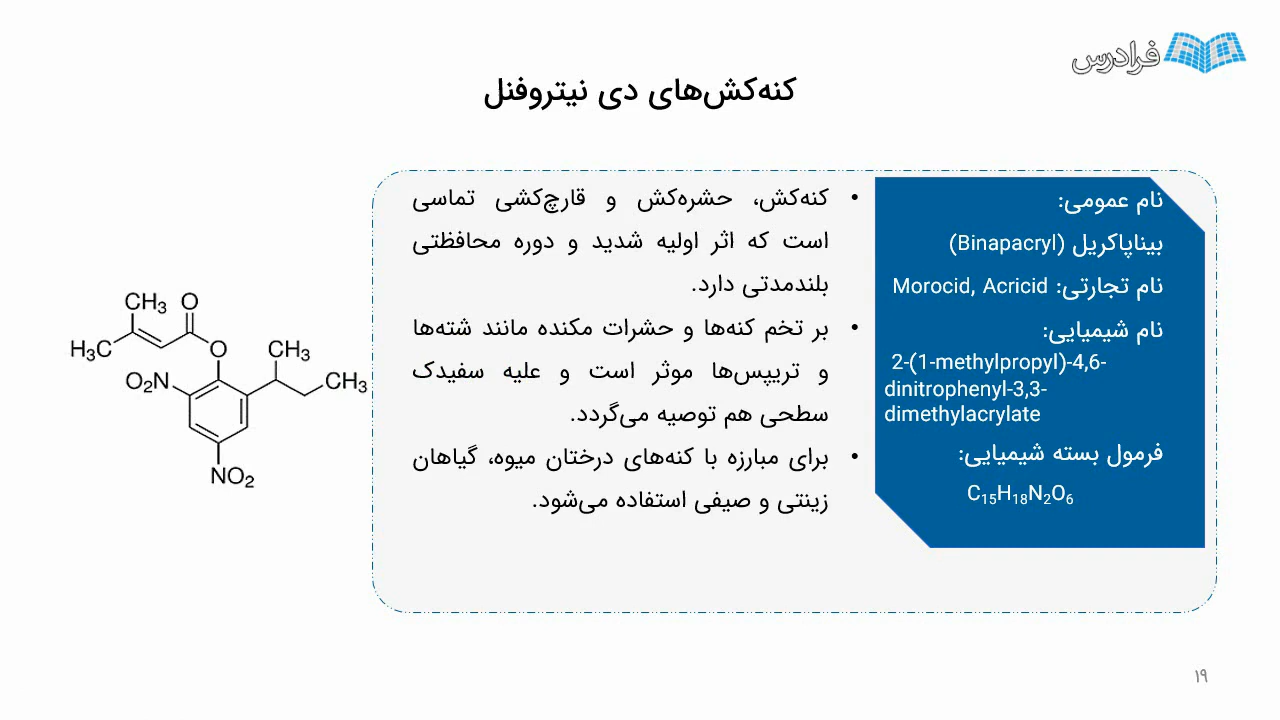 فرادرس
کنه‌کش‌های دی نیتروفنل
نام عمومی:
بیناپاکریل (Binapacryl)
نام تجارتی: Morocid, Acricid
نام شیمیایی:
2-(1-methylpropyl)-4,6-
dinitrophenyl-3,3-
dimethylacrylate
فرمول بسته شیمیایی:
C₁₅H₁₈N₂O₆
• کنه‌کش، حشره‌کش و قارچ‌کشی تماسی
است که اثر اولیه شدید و دوره محافظتی
بلندمدتی دارد.
• بر تخم کنه‌ها و حشرات مکنده مانند شته‌ها
و تریپس‌ها موثر است و علیه سفیدک
سطحی هم توصیه می‌گردد.
• برای مبارزه با کنه‌های درختان میوه، گیاهان
زینتی و صیفی استفاده می‌شود.
CH₃ O
H₃C O CH₃
O₂N CH₃
NO₂
۱۹